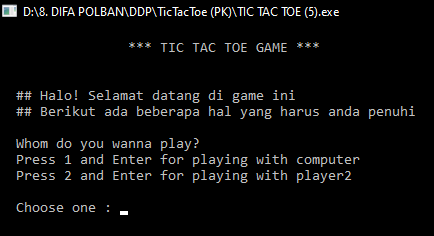 D:\8. DIFA POLBAN\DDP\TicTacToe (PK)\TIC TAC TOE (5).exe
*** TIC TAC TOE GAME ***
## Halo! Selamat datang di game ini
## Berikut ada beberapa hal yang harus anda penuhi
Whom do you wanna play?
Press 1 and Enter for playing with computer
Press 2 and Enter for playing with player2
Choose one :